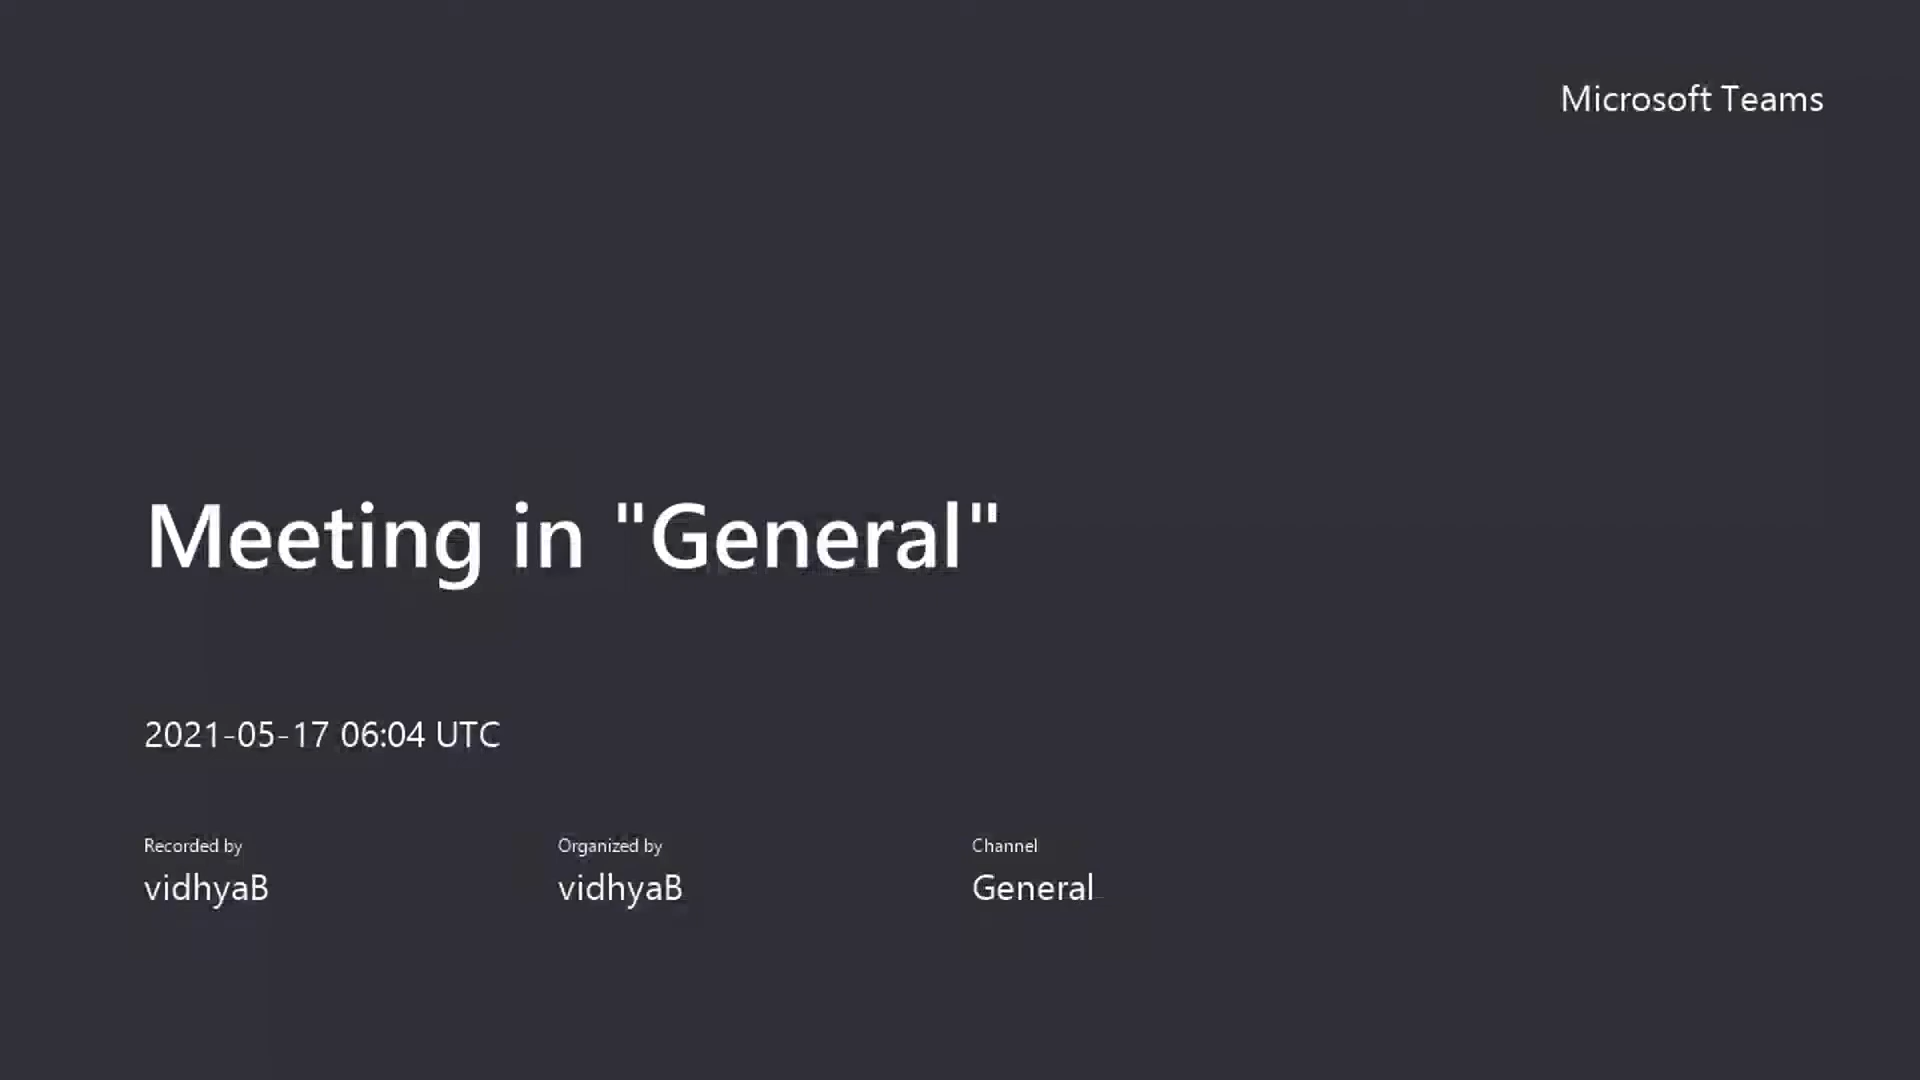 Microsoft Teams
Meeting in "General"
2021-05-17 06:04 UTC
Recorded by
vidhyaB
Organized by
vidhyaB
Channel
General